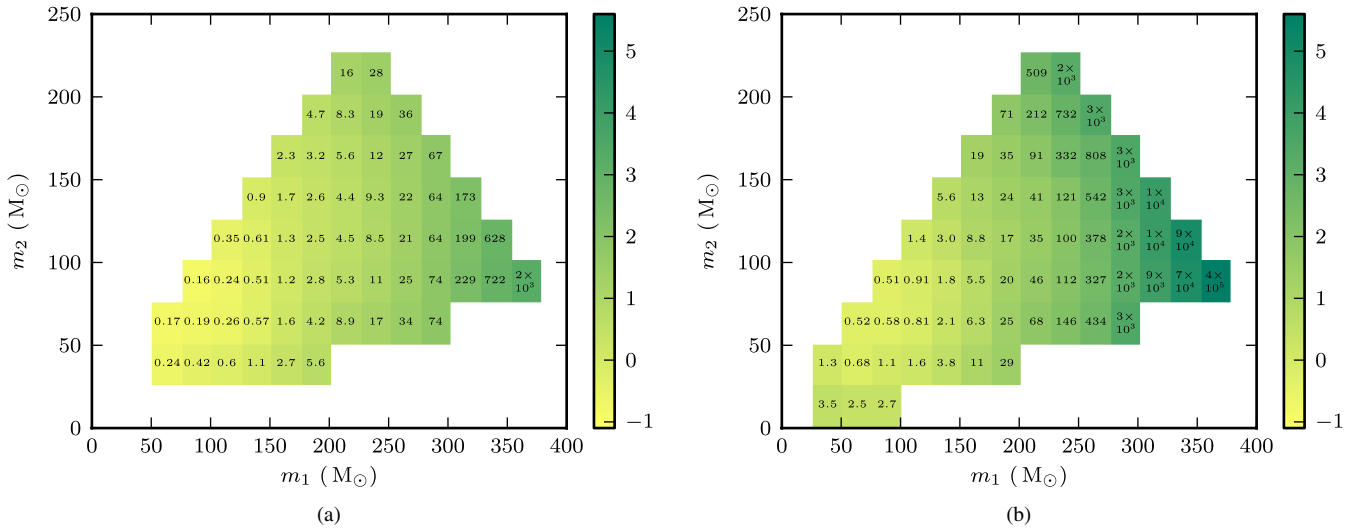 250
200
150
100
50
0
m₂ ( M⊙ )
16 28
4.7 8.3 19 36
2.3 3.2 5.6 12 27 67
0.9 1.7 2.6 4.4 9.3 22 64 173
0.35 0.61 1.3 2.5 4.5 8.5 21 64 199 628
0.16 0.24 0.51 1.2 2.8 5.3 11 25 74 229 722 2×
10³
0.17 0.19 0.26 0.57 1.6 4.2 8.9 17 34 74
0.24 0.42 0.6 1.1 2.7 5.6
0 50 100 150 200 250 300 350 400
m₁ ( M⊙ )
5
4
3
2
1
0
−1
(a)
250
200
150
100
50
0
m₂ ( M⊙ )
509 2×
10³
71 212 732 3×
10³
19 35 91 332 808 3×
10³
5.6 13 24 41 121 542 3× 1×
10³ 10⁴
1.4 3.0 8.8 17 35 100 378 2× 1× 9×
10³ 10⁴ 10⁴
0.51 0.91 1.8 5.5 20 46 112 327 2× 9× 7× 4×
10³ 10³ 10⁴ 10⁵
0.52 0.58 0.81 2.1 6.3 25 68 146 434 3×
10³
1.3 0.68 1.1 1.6 3.8 11 29
3.5 2.5 2.7
0 50 100 150 200 250 300 350 400
m₁ ( M⊙ )
5
4
3
2
1
0
−1
(b)